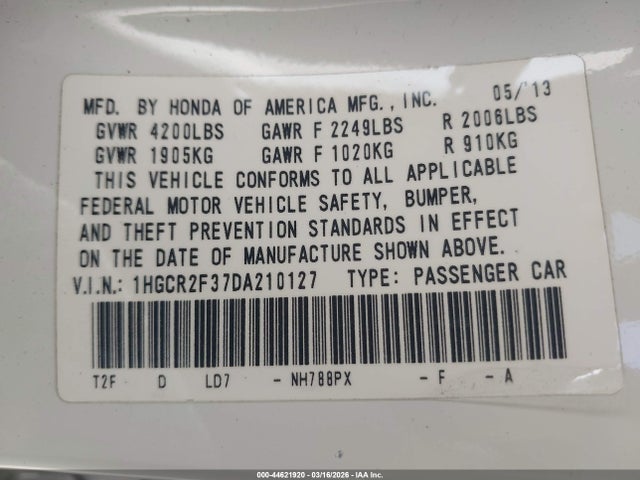 MFD. BY HONDA OF AMERICA MFG., INC. 05/'13
GVWR 4200LBS GAWR F 2249LBS R 2006LBS
GVWR 1905KG GAWR F 1020KG R 910KG
THIS VEHICLE CONFORMS TO ALL APPLICABLE
FEDERAL MOTOR VEHICLE SAFETY, BUMPER,
AND THEFT PREVENTION STANDARDS IN EFFECT
ON THE DATE OF MANUFACTURE SHOWN ABOVE.
V.I.N.: 1HGCR2F37DA210127 TYPE: PASSENGER CAR
T2F D LD7 - NH788PX - F - A
000-44621920 - 03/16/2026 - IAA Inc.